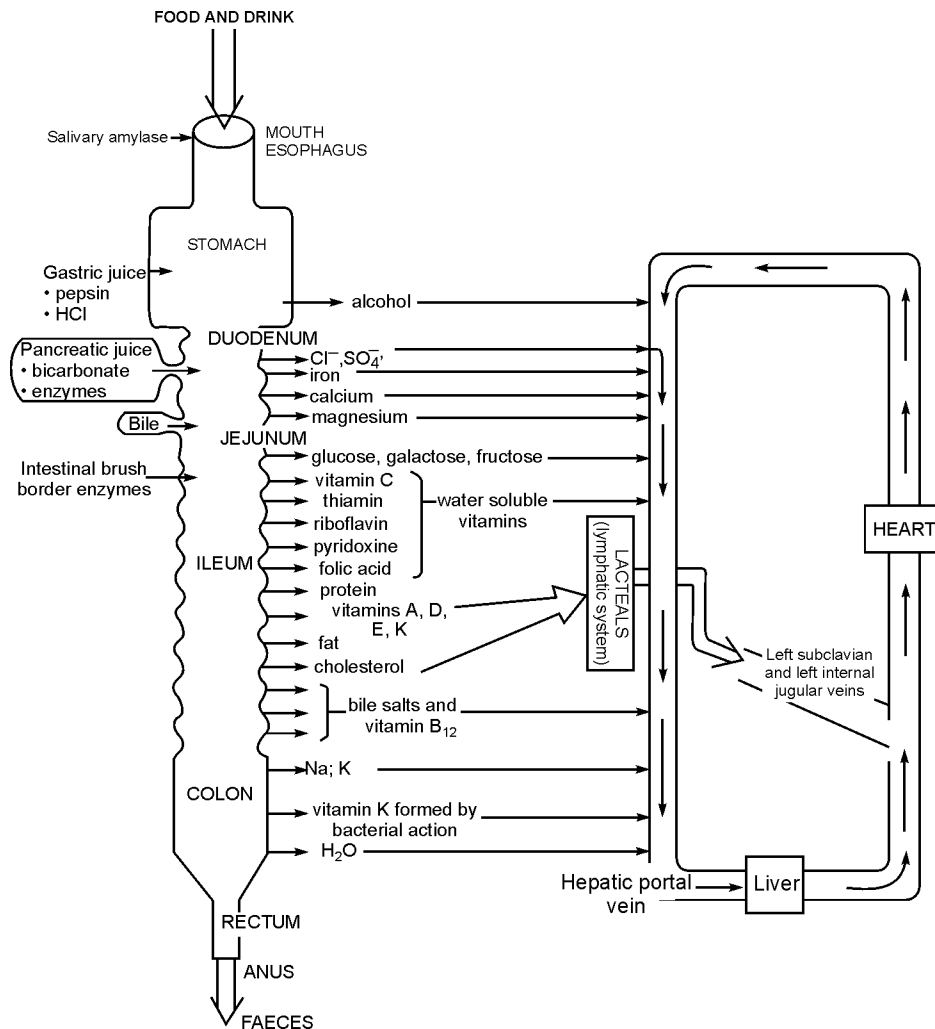 FOOD AND DRINK
Salivary amylase
MOUTH
ESOPHAGUS
STOMACH
Gastric juice
• pepsin
• HCl
alcohol
DUODENUM
Pancreatic juice
• bicarbonate
• enzymes
Cl⁻,SO₄⁻,
iron
calcium
magnesium
Bile
JEJUNUM
Intestinal brush
border enzymes
glucose, galactose, fructose
vitamin C
thiamin
riboflavin
pyridoxine
folic acid
water soluble
vitamins
ILEUM
protein
vitamins A, D,
E, K
fat
cholesterol
LACTEALS
(lymphatic system)
HEART
Left subclavian
and left internal
jugular veins
bile salts and
vitamin B₁₂
Na; K
COLON
vitamin K formed by
bacterial action
H₂O
Hepatic portal
vein
Liver
RECTUM
ANUS
FAECES